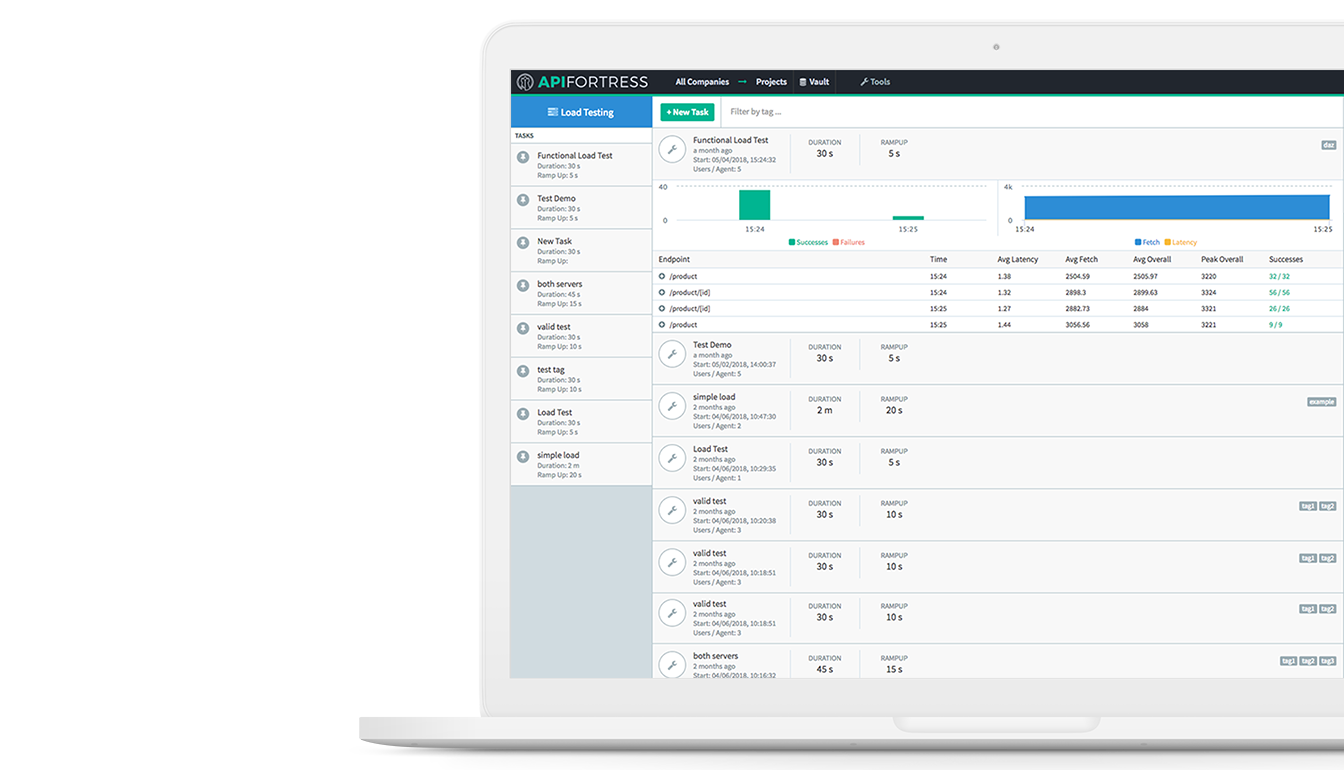 APIFORTRESS All Companies → Projects Vault Tools
Load Testing
+ New Task Filter by tag ...
TASKS
Functional Load Test
Duration: 30 s
Ramp Up: 5 s
Test Demo
Duration: 30 s
Ramp Up: 5 s
New Task
Duration: 30 s
Ramp Up:
both servers
Duration: 45 s
Ramp Up: 15 s
valid test
Duration: 30 s
Ramp Up: 10 s
test tag
Duration: 30 s
Ramp Up: 10 s
Load Test
Duration: 30 s
Ramp Up: 5 s
simple load
Duration: 2 m
Ramp Up: 20 s
Functional Load Test
a month ago
Start: 05/04/2018, 15:24:32
Users / Agent: 5
DURATION
30 s
RAMPUP
5 s
daz
40
0
15:24 15:25
Successes Failures
4k
0
15:24 15:25
Fetch Latency
Endpoint Time Avg Latency Avg Fetch Avg Overall Peak Overall Successes
/product 15:24 1.38 2504.59 2505.97 3220 32 / 32
/product/[id] 15:24 1.32 2898.3 2899.63 3324 56 / 56
/product/[id] 15:25 1.27 2882.73 2884 3321 26 / 26
/product 15:25 1.44 3056.56 3058 3221 9 / 9
Test Demo
a month ago
Start: 05/02/2018, 14:00:37
Users / Agent: 5
DURATION
30 s
RAMPUP
5 s
simple load
2 months ago
Start: 04/06/2018, 10:47:30
Users / Agent: 2
DURATION
2 m
RAMPUP
20 s
example
Load Test
2 months ago
Start: 04/06/2018, 10:29:35
Users / Agent: 1
DURATION
30 s
RAMPUP
5 s
valid test
2 months ago
Start: 04/06/2018, 10:20:38
Users / Agent: 3
DURATION
30 s
RAMPUP
10 s
tag1 tag2
valid test
2 months ago
Start: 04/06/2018, 10:18:51
Users / Agent: 3
DURATION
30 s
RAMPUP
10 s
tag1 tag2
valid test
2 months ago
Start: 04/06/2018, 10:18:51
Users / Agent: 3
DURATION
30 s
RAMPUP
10 s
tag1 tag2
both servers
2 months ago
Start: 04/06/2018, 10:16:32
DURATION
45 s
RAMPUP
15 s
tag1 tag2 tag3